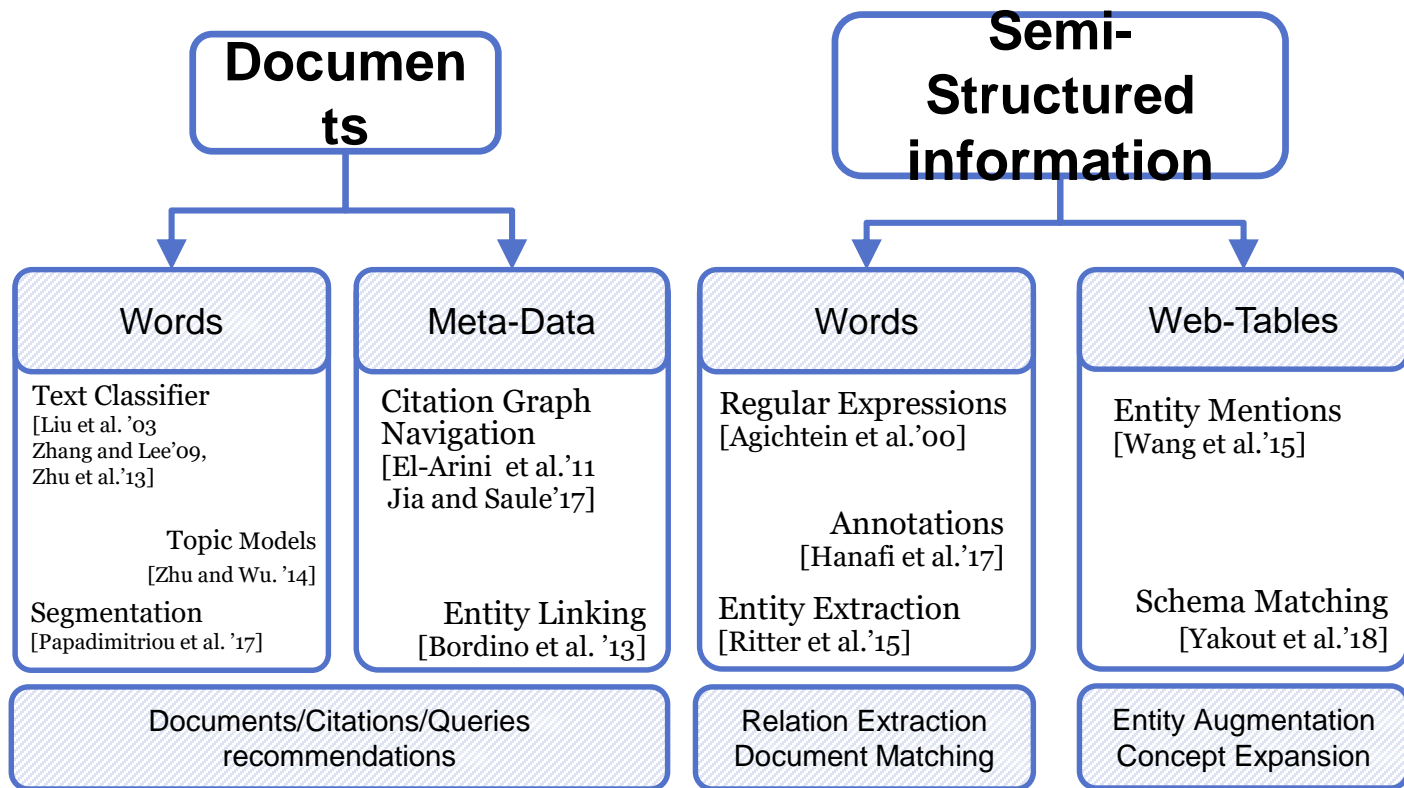 Documen
ts
Semi-
Structured
information
Words
Text Classifier
[Liu et al. ’03
Zhang and Lee’09,
Zhu et al.’13]
Topic Models
[Zhu and Wu. ’14]
Segmentation
[Papadimitriou et al. ’17]
Meta-Data
Citation Graph
Navigation
[El-Arini et al.’11
Jia and Saule’17]
Entity Linking
[Bordino et al. ’13]
Documents/Citations/Queries
recommendations
Words
Regular Expressions
[Agichtein et al.’00]
Annotations
[Hanafi et al.’17]
Entity Extraction
[Ritter et al.’15]
Relation Extraction
Document Matching
Web-Tables
Entity Mentions
[Wang et al.’15]
Schema Matching
[Yakout et al.’18]
Entity Augmentation
Concept Expansion